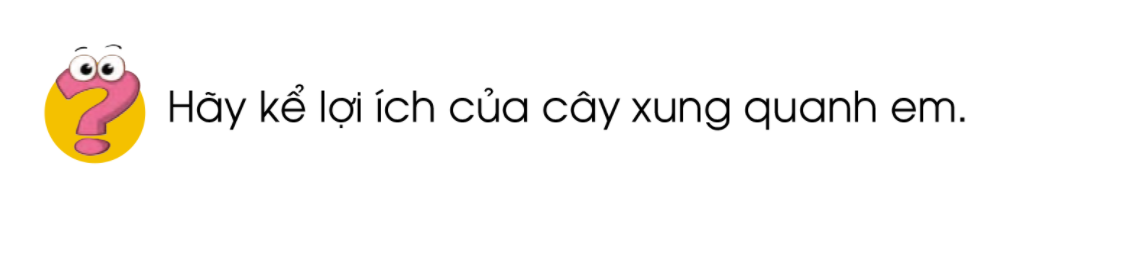 Hãy kể lợi ích của cây xung quanh em.